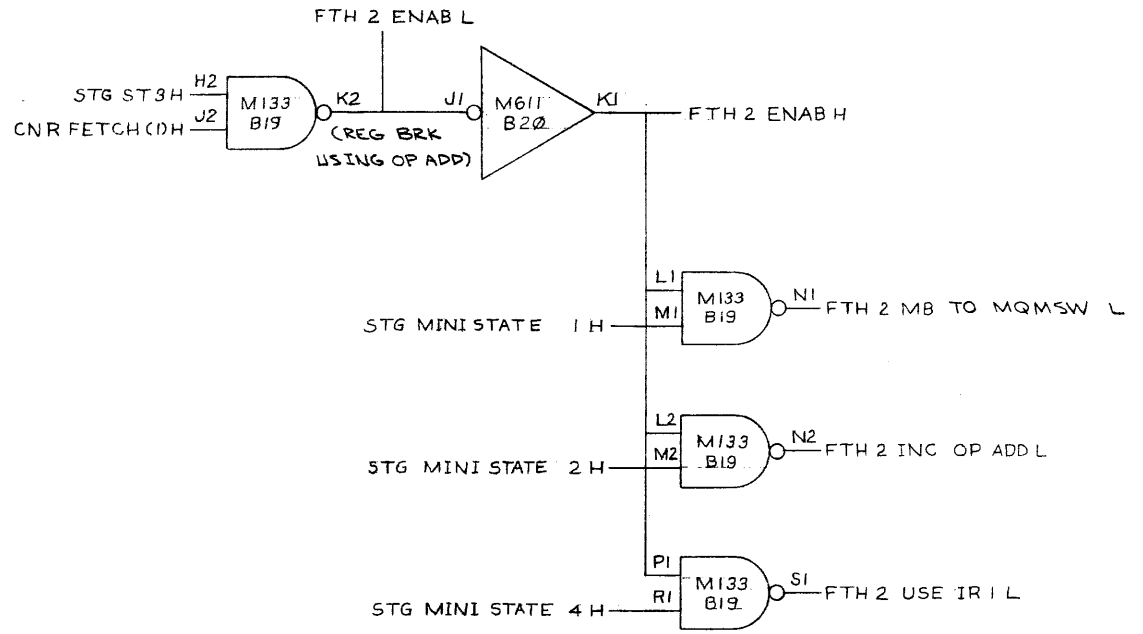 FTH 2 ENAB L
STG ST3H
H2
CNR FETCH(1)H
J2
M133
B19
K2
(REG BRK
USING OP ADD)
J1
M611
B2Ø
K1
FTH 2 ENAB H
STG MINI STATE 1 H
L1
M1
M133
B19
N1
FTH 2 MB TO MQMSW L
STG MINI STATE 2 H
L2
M2
M133
B19
N2
FTH 2 INC OP ADD L
STG MINI STATE 4 H
P1
R1
M133
B19
S1
FTH 2 USE IR 1 L